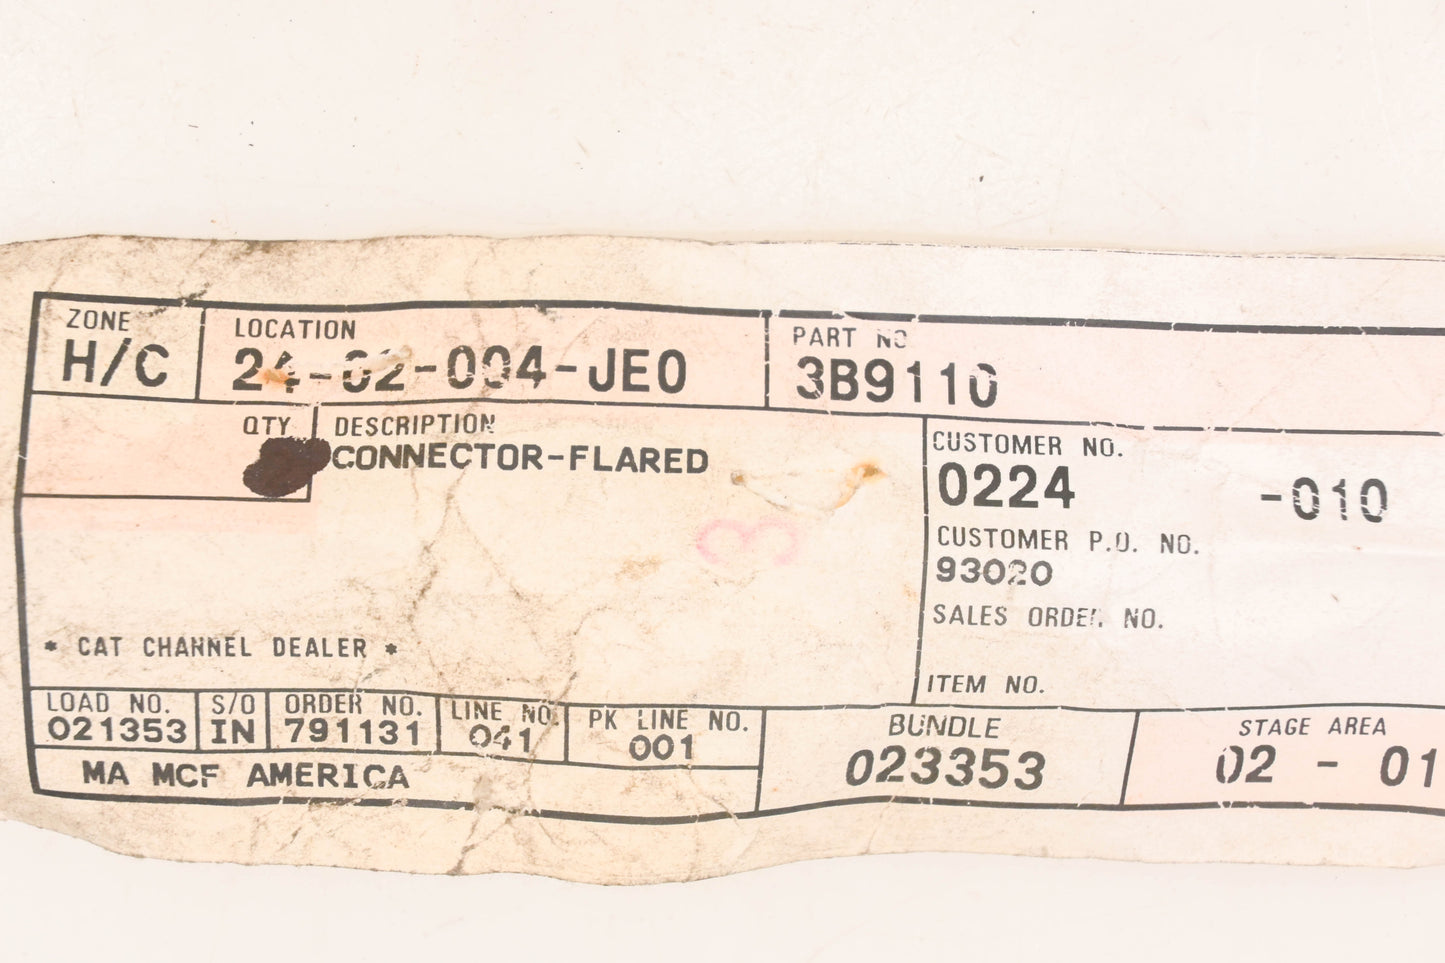 ZONE LOCATION PART NO
H/C 24-02-004-JE0 3B9110
QTY DESCRIPTION CUSTOMER NO.
CONNECTOR-FLARED 0224 -010
CUSTOMER P.O. NO.
93020
SALES ORDER NO.
3
* CAT CHANNEL DEALER *
ITEM NO.
LOAD NO. S/O ORDER NO. LINE NO. PK LINE NO. BUNDLE STAGE AREA
021353 IN 791131 041 001 023353 02 - 01
MA MCF AMERICA